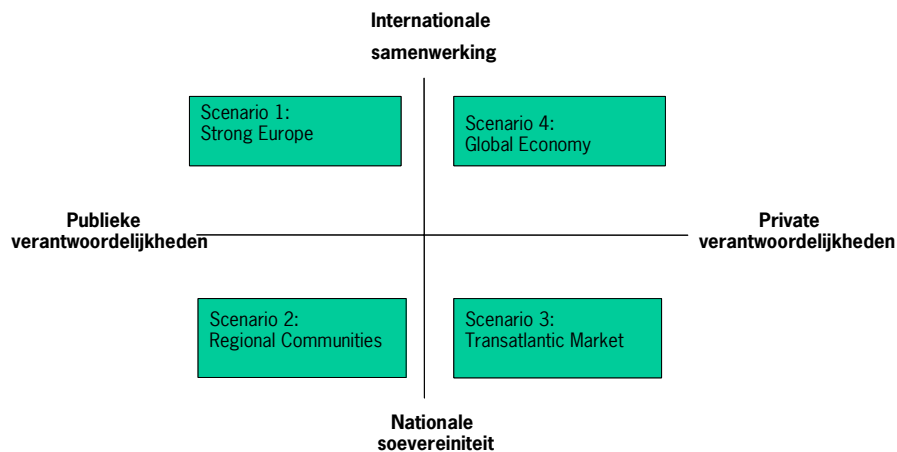 Internationale
samenwerking
Scenario 1:
Strong Europe
Scenario 4:
Global Economy
Publieke
verantwoordelijkheden
Private
verantwoordelijkheden
Scenario 2:
Regional Communities
Scenario 3:
Transatlantic Market
Nationale
soevereiniteit